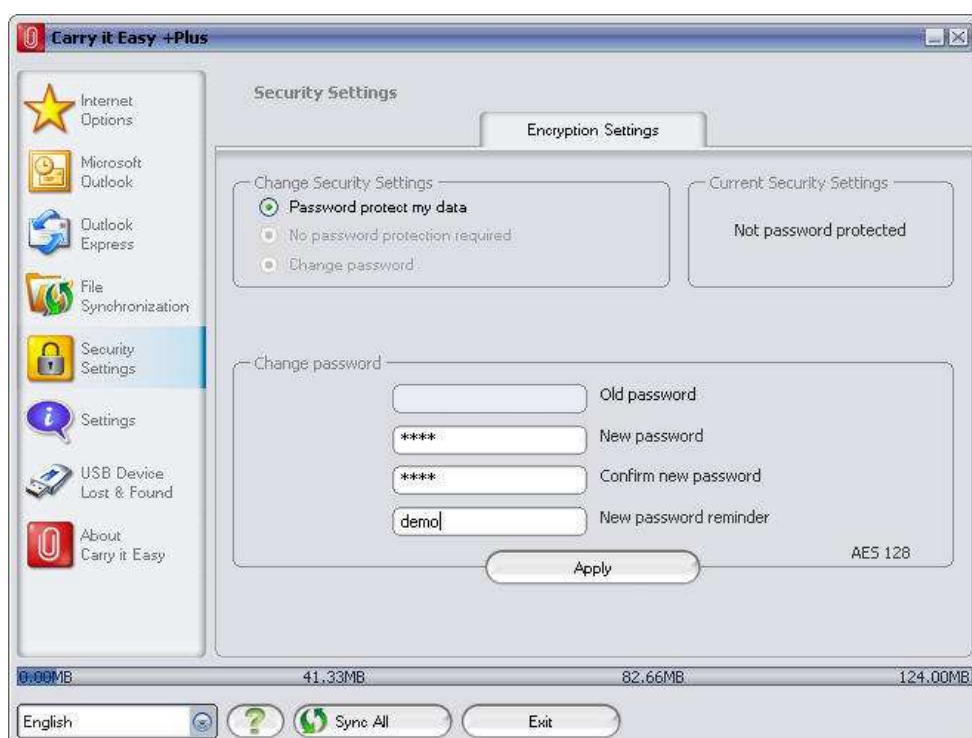 Carry it Easy +Plus
Internet
Options
Microsoft
Outlook
Outlook
Express
File
Synchronization
Security
Settings
Settings
USB Device
Lost & Found
About
Carry it Easy
Security Settings
Encryption Settings
Change Security Settings
Password protect my data
No password protection required
Change password
Current Security Settings
Not password protected
Change password
Old password
**** New password
**** Confirm new password
demo New password reminder
AES 128
Apply
0.00MB 41.33MB 82.66MB 124.00MB
English ? Sync All Exit